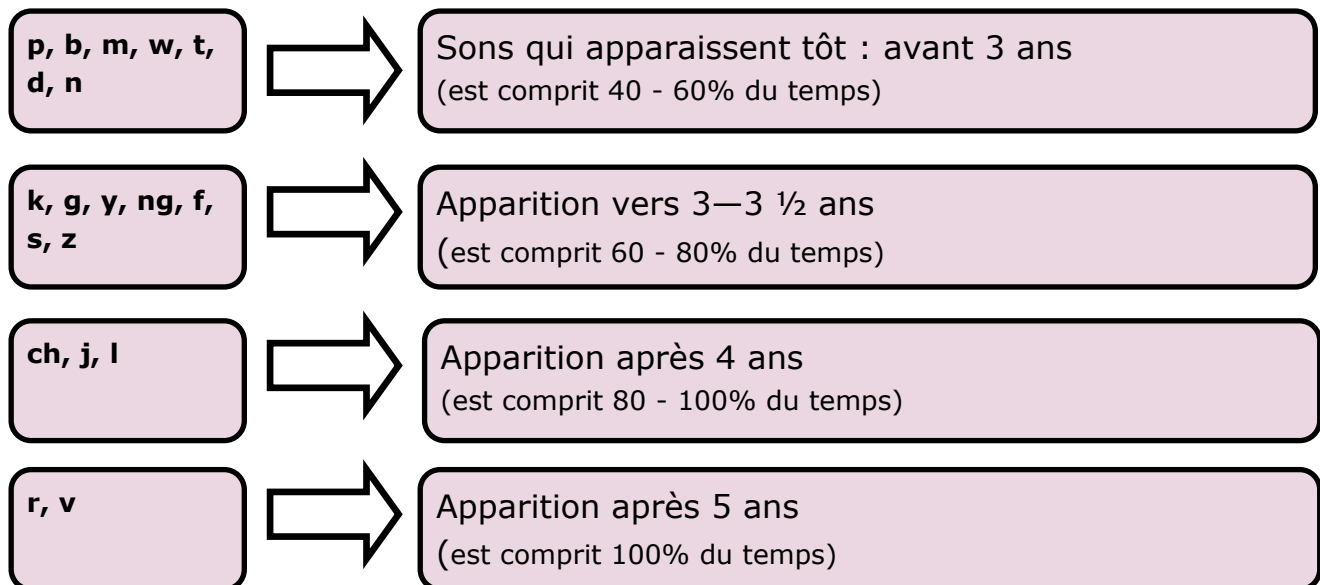 p, b, m, w, t,
d, n
Sons qui apparaissent tôt : avant 3 ans
(est comprit 40 - 60% du temps)
k, g, y, ng, f,
s, z
Apparition vers 3—3 ½ ans
(est comprit 60 - 80% du temps)
ch, j, l
Apparition après 4 ans
(est comprit 80 - 100% du temps)
r, v
Apparition après 5 ans
(est comprit 100% du temps)